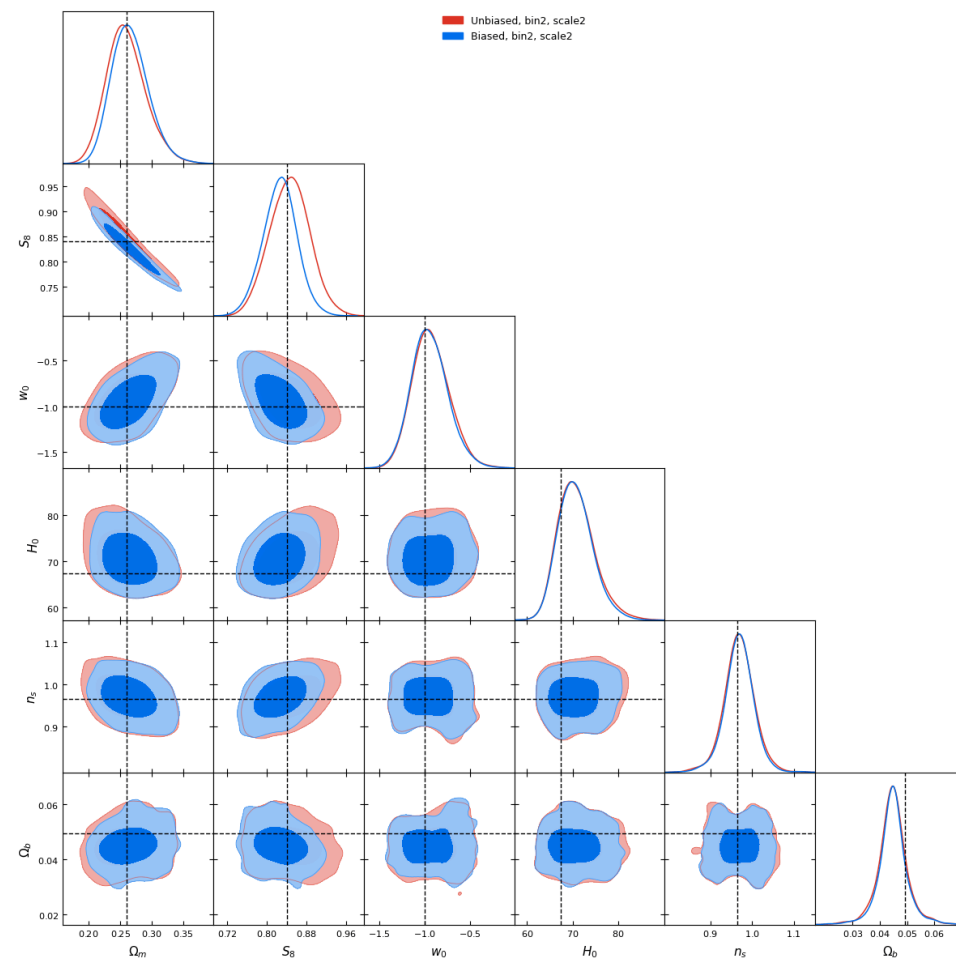 Unbiased, bin2, scale2
Biased, bin2, scale2
0.95
0.90
0.85
0.80
0.75
S₈
−0.5
−1.0
−1.5
w₀
80
70
60
H₀
1.1
1.0
0.9
nₛ
0.06
0.04
0.02
Ω_b
0.20 0.25 0.30 0.35
0.72 0.80 0.88 0.96
−1.5 −1.0 −0.5
60 70 80
0.9 1.0 1.1
0.03 0.04 0.05 0.06
Ω_m S₈ w₀ H₀ nₛ Ω_b